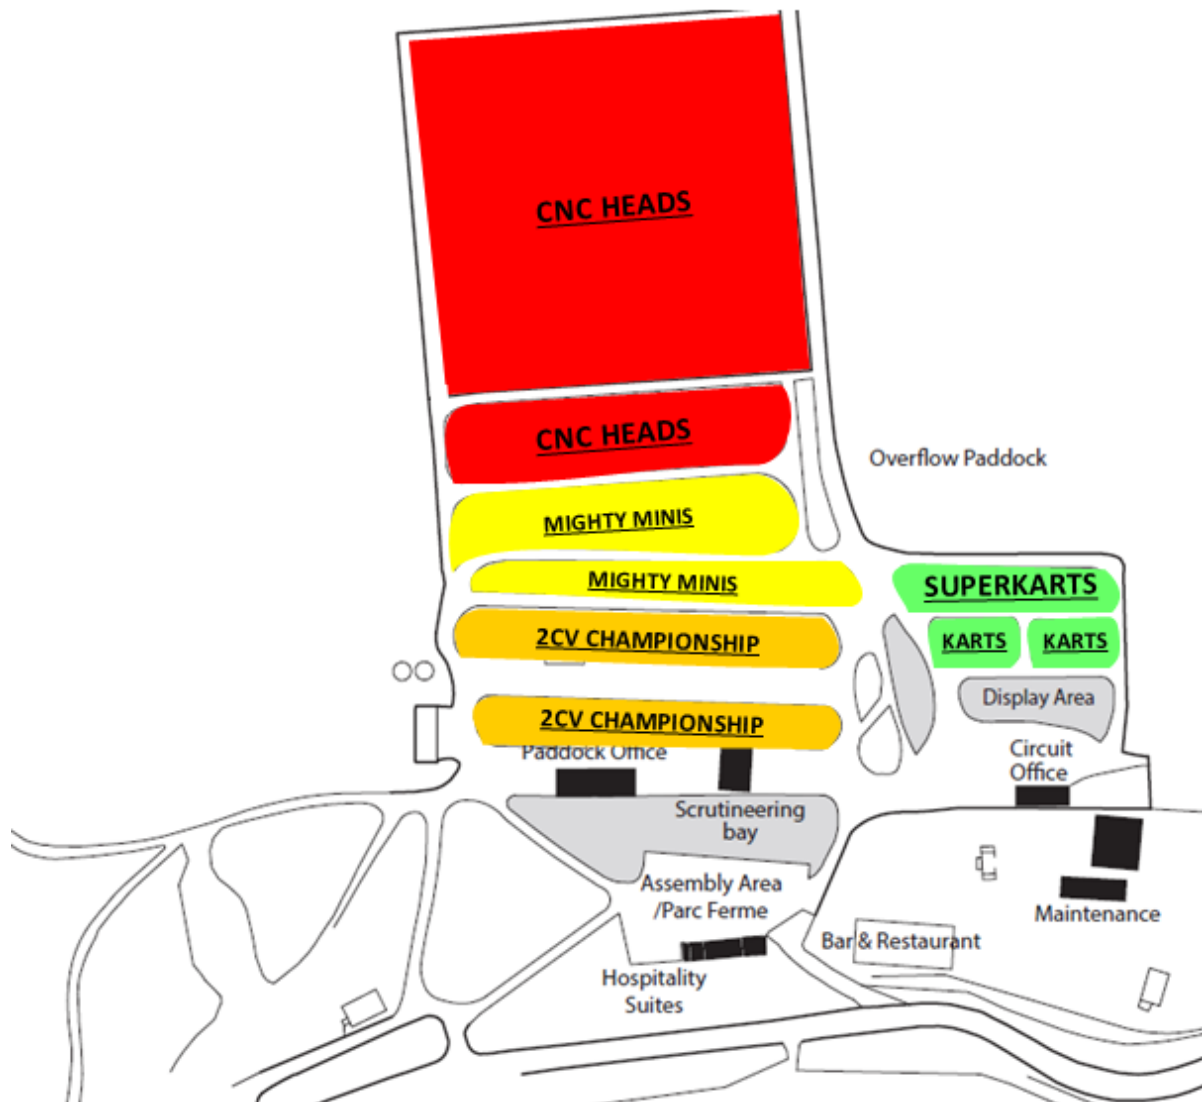 CNC HEADS
CNC HEADS
Overflow Paddock
MIGHTY MINIS
MIGHTY MINIS
SUPERKARTS
2CV CHAMPIONSHIP
KARTS
KARTS
Display Area
2CV CHAMPIONSHIP
Paddock Office
Circuit
Office
Scrutineering
bay
Assembly Area
/Parc Ferme
Maintenance
Bar & Restaurant
Hospitality
Suites